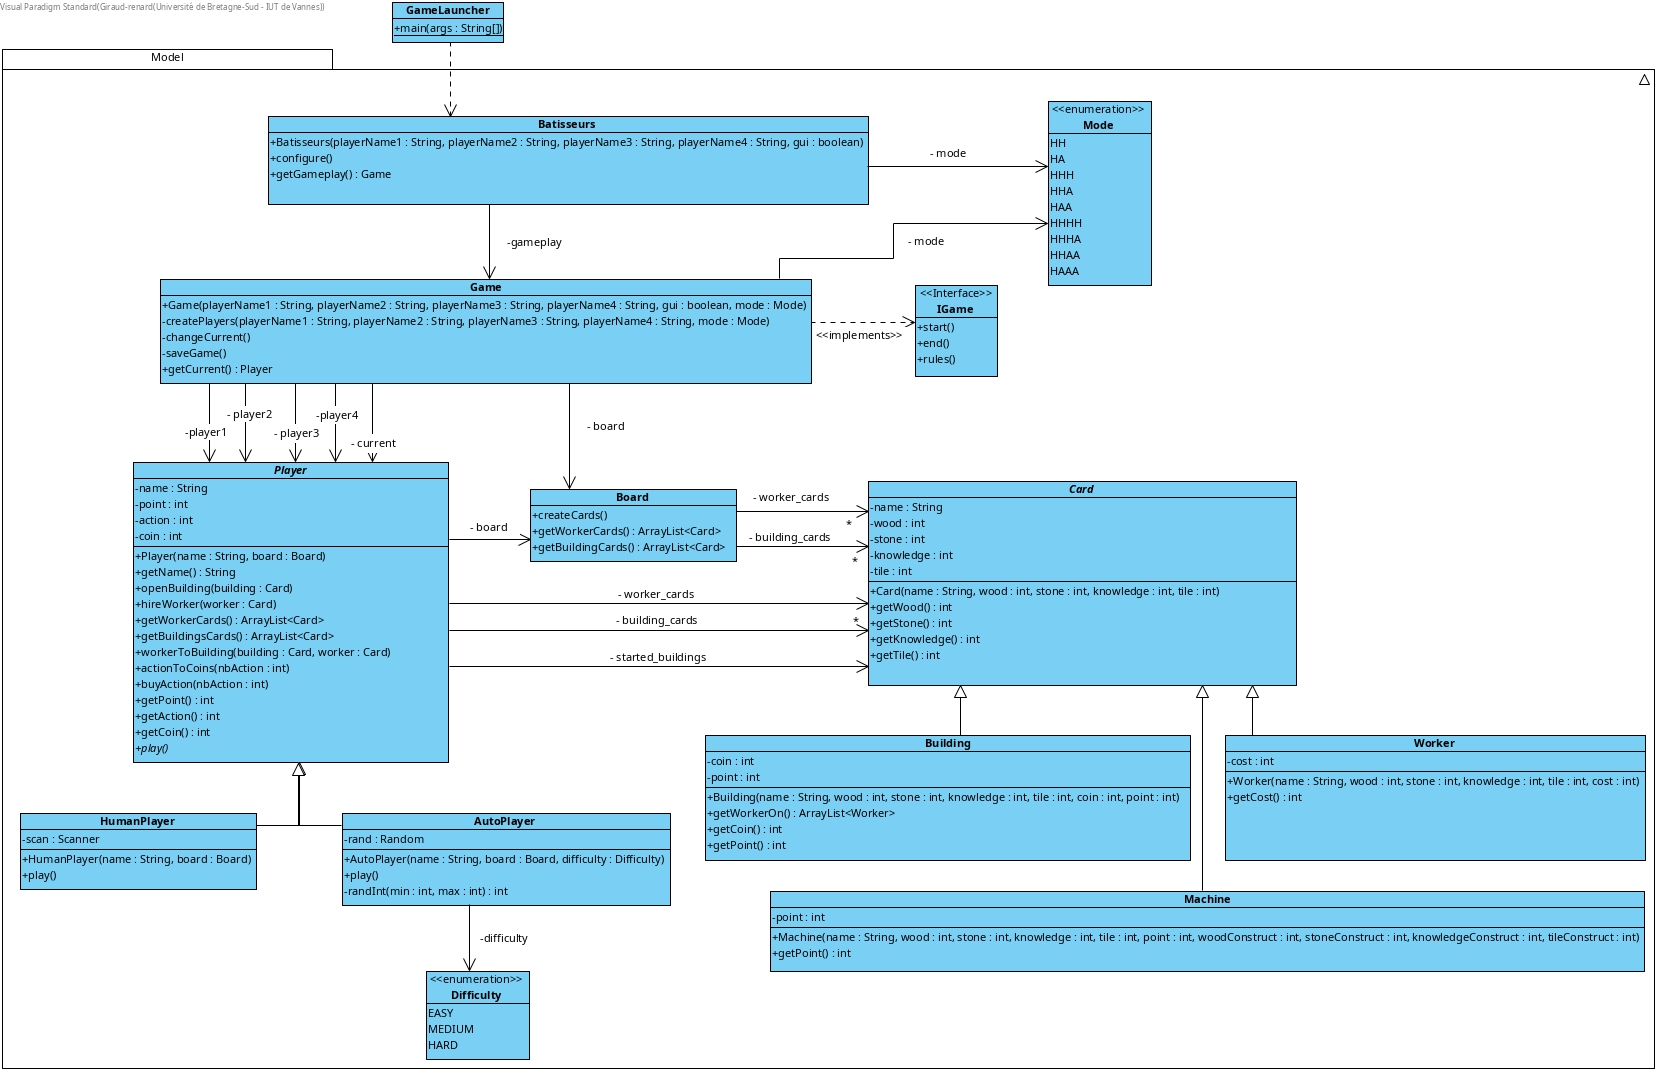 Visual Paradigm Standard(Giraud-renard(Université de Bretagne-Sud - IUT de Vannes))
GameLauncher
+main(args : String[])
Model
Batisseurs
+Batisseurs(playerName1 : String, playerName2 : String, playerName3 : String, playerName4 : String, gui : boolean)
+configure()
+getGameplay() : Game
- mode
<<enumeration>>
Mode
HH
HA
HHH
HHA
HAA
HHHH
HHHA
HHAA
HAAA
-gameplay
- mode
Game
+Game(playerName1 : String, playerName2 : String, playerName3 : String, playerName4 : String, gui : boolean, mode : Mode)
-createPlayers(playerName1 : String, playerName2 : String, playerName3 : String, playerName4 : String, mode : Mode)
-changeCurrent()
-saveGame()
+getCurrent() : Player
<<implements>>
<<Interface>>
IGame
+start()
+end()
+rules()
-player1
- player2
- player3
-player4
- current
- board
Player
-name : String
-point : int
-action : int
-coin : int
+Player(name : String, board : Board)
+getName() : String
+openBuilding(building : Card)
+hireWorker(worker : Card)
+getWorkerCards() : ArrayList<Card>
+getBuildingsCards() : ArrayList<Card>
+workerToBuilding(building : Card, worker : Card)
+actionToCoins(nbAction : int)
+buyAction(nbAction : int)
+getPoint() : int
+getAction() : int
+getCoin() : int
+play()
- board
Board
+createCards()
+getWorkerCards() : ArrayList<Card>
+getBuildingCards() : ArrayList<Card>
- worker_cards
*
- building_cards
*
- worker_cards
- building_cards
*
- started_buildings
Card
-name : String
-wood : int
-stone : int
-knowledge : int
-tile : int
+Card(name : String, wood : int, stone : int, knowledge : int, tile : int)
+getWood() : int
+getStone() : int
+getKnowledge() : int
+getTile() : int
Building
-coin : int
-point : int
+Building(name : String, wood : int, stone : int, knowledge : int, tile : int, coin : int, point : int)
+getWorkerOn() : ArrayList<Worker>
+getCoin() : int
+getPoint() : int
Worker
-cost : int
+Worker(name : String, wood : int, stone : int, knowledge : int, tile : int, cost : int)
+getCost() : int
HumanPlayer
-scan : Scanner
+HumanPlayer(name : String, board : Board)
+play()
AutoPlayer
-rand : Random
+AutoPlayer(name : String, board : Board, difficulty : Difficulty)
+play()
-randInt(min : int, max : int) : int
Machine
-point : int
+Machine(name : String, wood : int, stone : int, knowledge : int, tile : int, point : int, woodConstruct : int, stoneConstruct : int, knowledgeConstruct : int, tileConstruct : int)
+getPoint() : int
-difficulty
<<enumeration>>
Difficulty
EASY
MEDIUM
HARD